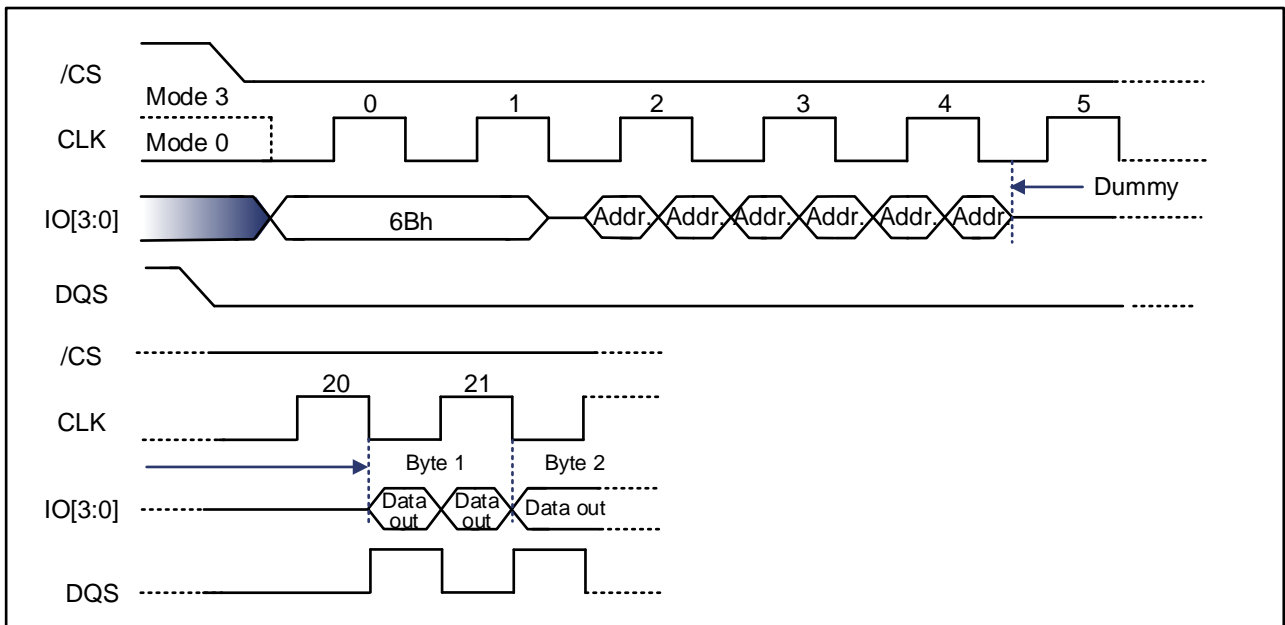 /CS
Mode 3
0 1 2 3 4 5
CLK
Mode 0
Dummy
IO[3:0]
6Bh
Addr. Addr. Addr. Addr. Addr. Addr.
DQS
/CS
20 21
CLK
Byte 1 Byte 2
IO[3:0]
Data out Data out Data out
DQS